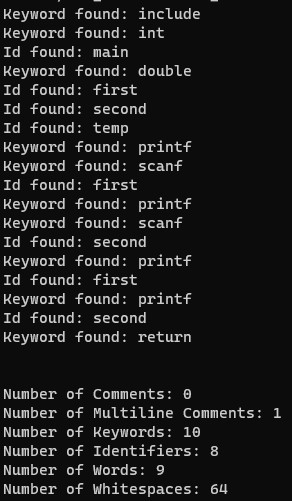 Keyword found: include
Keyword found: int
Id found: main
Keyword found: double
Id found: first
Id found: second
Id found: temp
Keyword found: printf
Keyword found: scanf
Id found: first
Keyword found: printf
Keyword found: scanf
Id found: second
Keyword found: printf
Id found: first
Keyword found: printf
Id found: second
Keyword found: return
Number of Comments: 0
Number of Multiline Comments: 1
Number of Keywords: 10
Number of Identifiers: 8
Number of Words: 9
Number of Whitespaces: 64